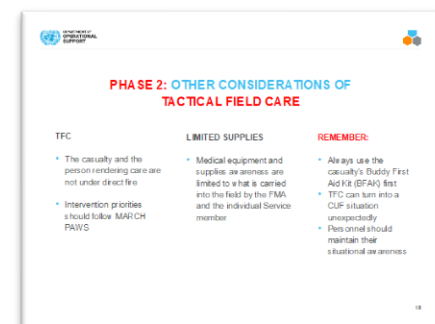 DEPARTMENT OF
OPERATIONAL
SUPPORT
PHASE 2: OTHER CONSIDERATIONS OF
TACTICAL FIELD CARE
TFC
• The casualty and the
person rendering care are
not under direct fire
• Intervention priorities
should follow MARCH
PAWS
LIMITED SUPPLIES
• Medical equipment and
supplies awareness are
limited to what is carried
into the field by the FMA
and the individual Service
member
REMEMBER:
• Always use the
casualty's Buddy First
Aid Kit (BFAK) first
• TFC can turn into a
CUF situation
unexpectedly
• Personnel should
maintain their
situational awareness